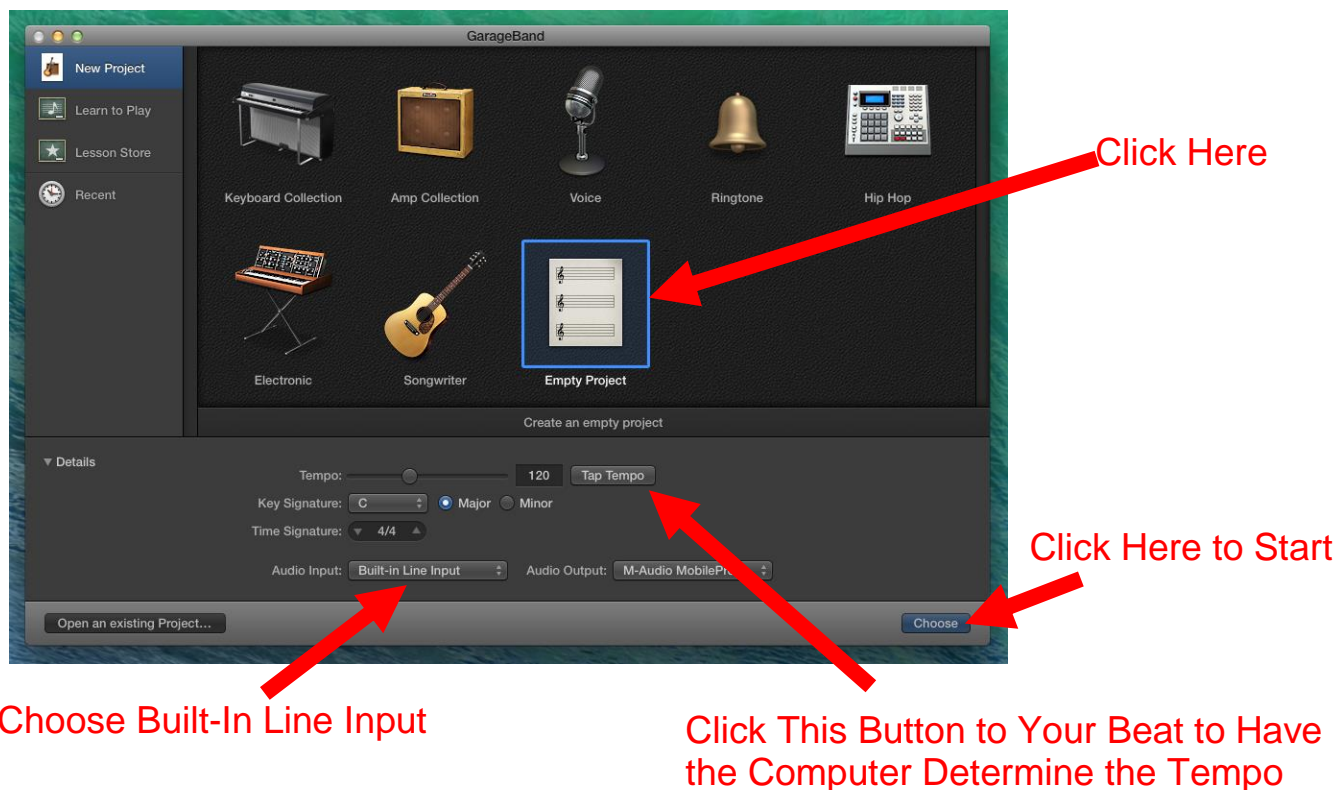 GarageBand
New Project
Learn to Play
Lesson Store
Recent
Keyboard Collection
Amp Collection
Voice
Ringtone
Hip Hop
Click Here
Electronic
Songwriter
Empty Project
Create an empty project
Details
Tempo: 120 Tap Tempo
Key Signature: C Major Minor
Time Signature: 4/4
Audio Input: Built-in Line Input Audio Output: M-Audio
Click Here to Start
Open an existing Project...
Choose
Choose Built-In Line Input
Click This Button to Your Beat to Have
the Computer Determine the Tempo